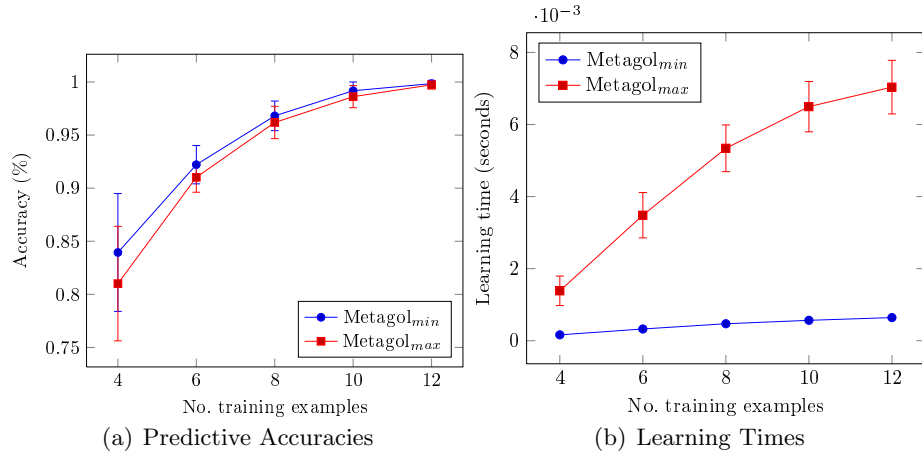 1
0.95
0.9
0.85
0.8
0.75
4 6 8 10 12
Accuracy (%)
No. training examples
Metagol_min
Metagol_max
(a) Predictive Accuracies
·10^−3
8
6
4
2
0
4 6 8 10 12
Learning time (seconds)
No. training examples
Metagol_min
Metagol_max
(b) Learning Times